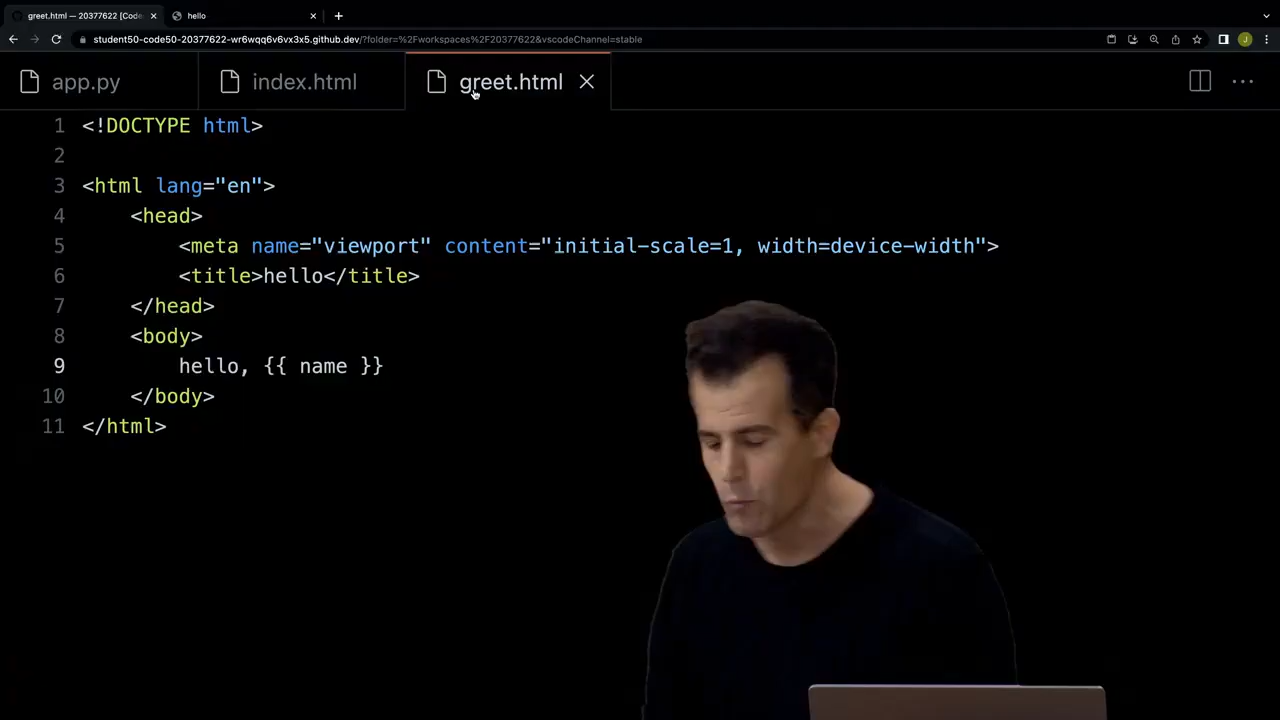 greet.html — 20377622 [Code
hello
student50-code50-20377622-wr6wqq6v6vx3x5.github.dev/?folder=%2Fworkspaces%2F20377622&vscodeChannel=stable
J
app.py
index.html
greet.html
1 <!DOCTYPE html>
2
3 <html lang="en">
4     <head>
5         <meta name="viewport" content="initial-scale=1, width=device-width">
6         <title>hello</title>
7     </head>
8     <body>
9         hello, {{ name }}
10     </body>
11 </html>